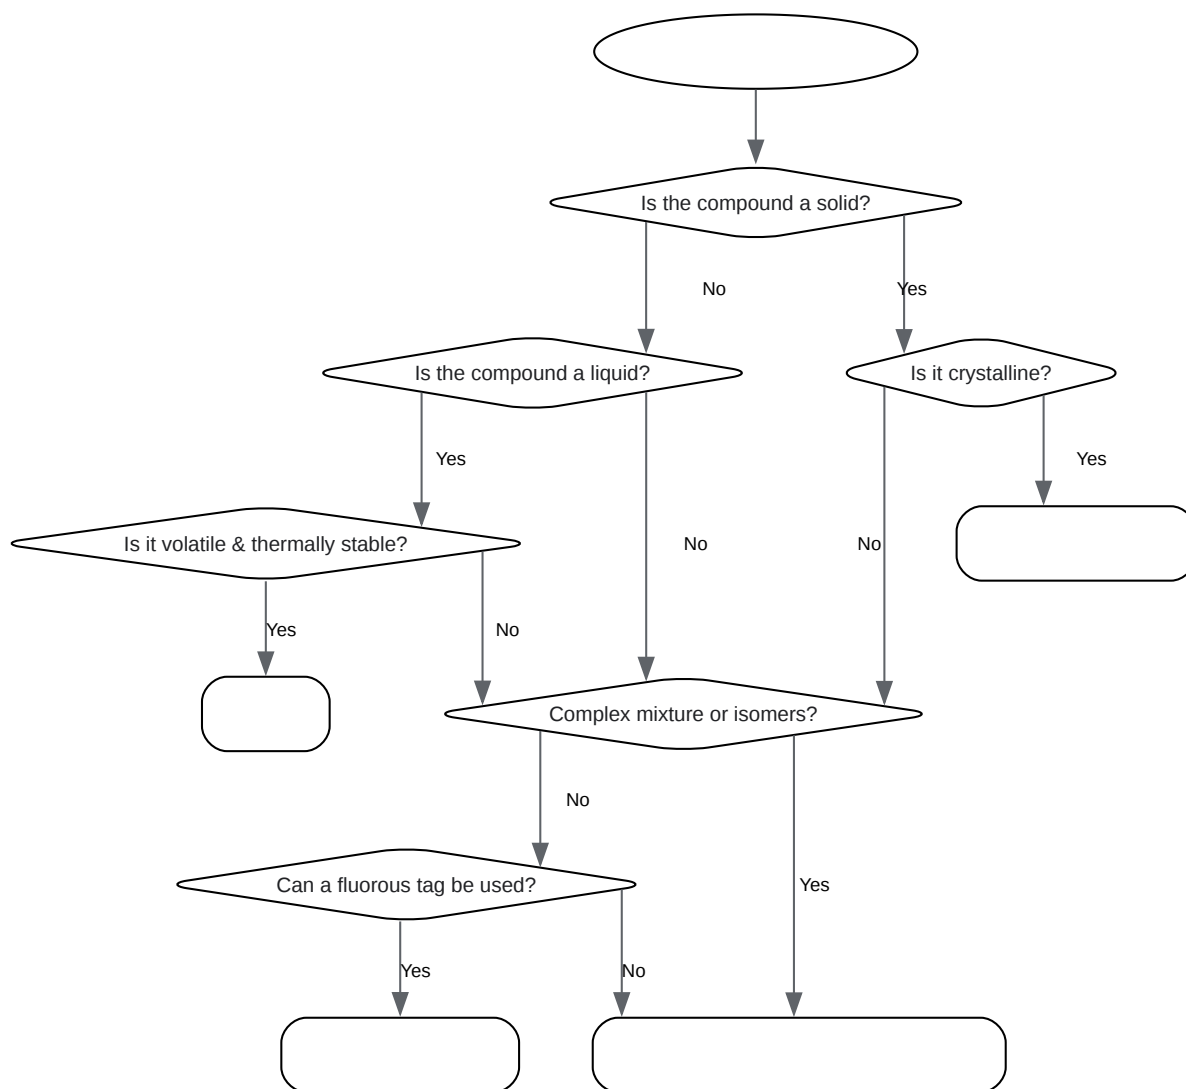 Is the compound a solid?
No
Yes
Is the compound a liquid?
Is it crystalline?
Yes
Yes
Is it volatile & thermally stable?
No
No
Yes
No
Complex mixture or isomers?
No
Can a fluorous tag be used?
Yes
Yes
No